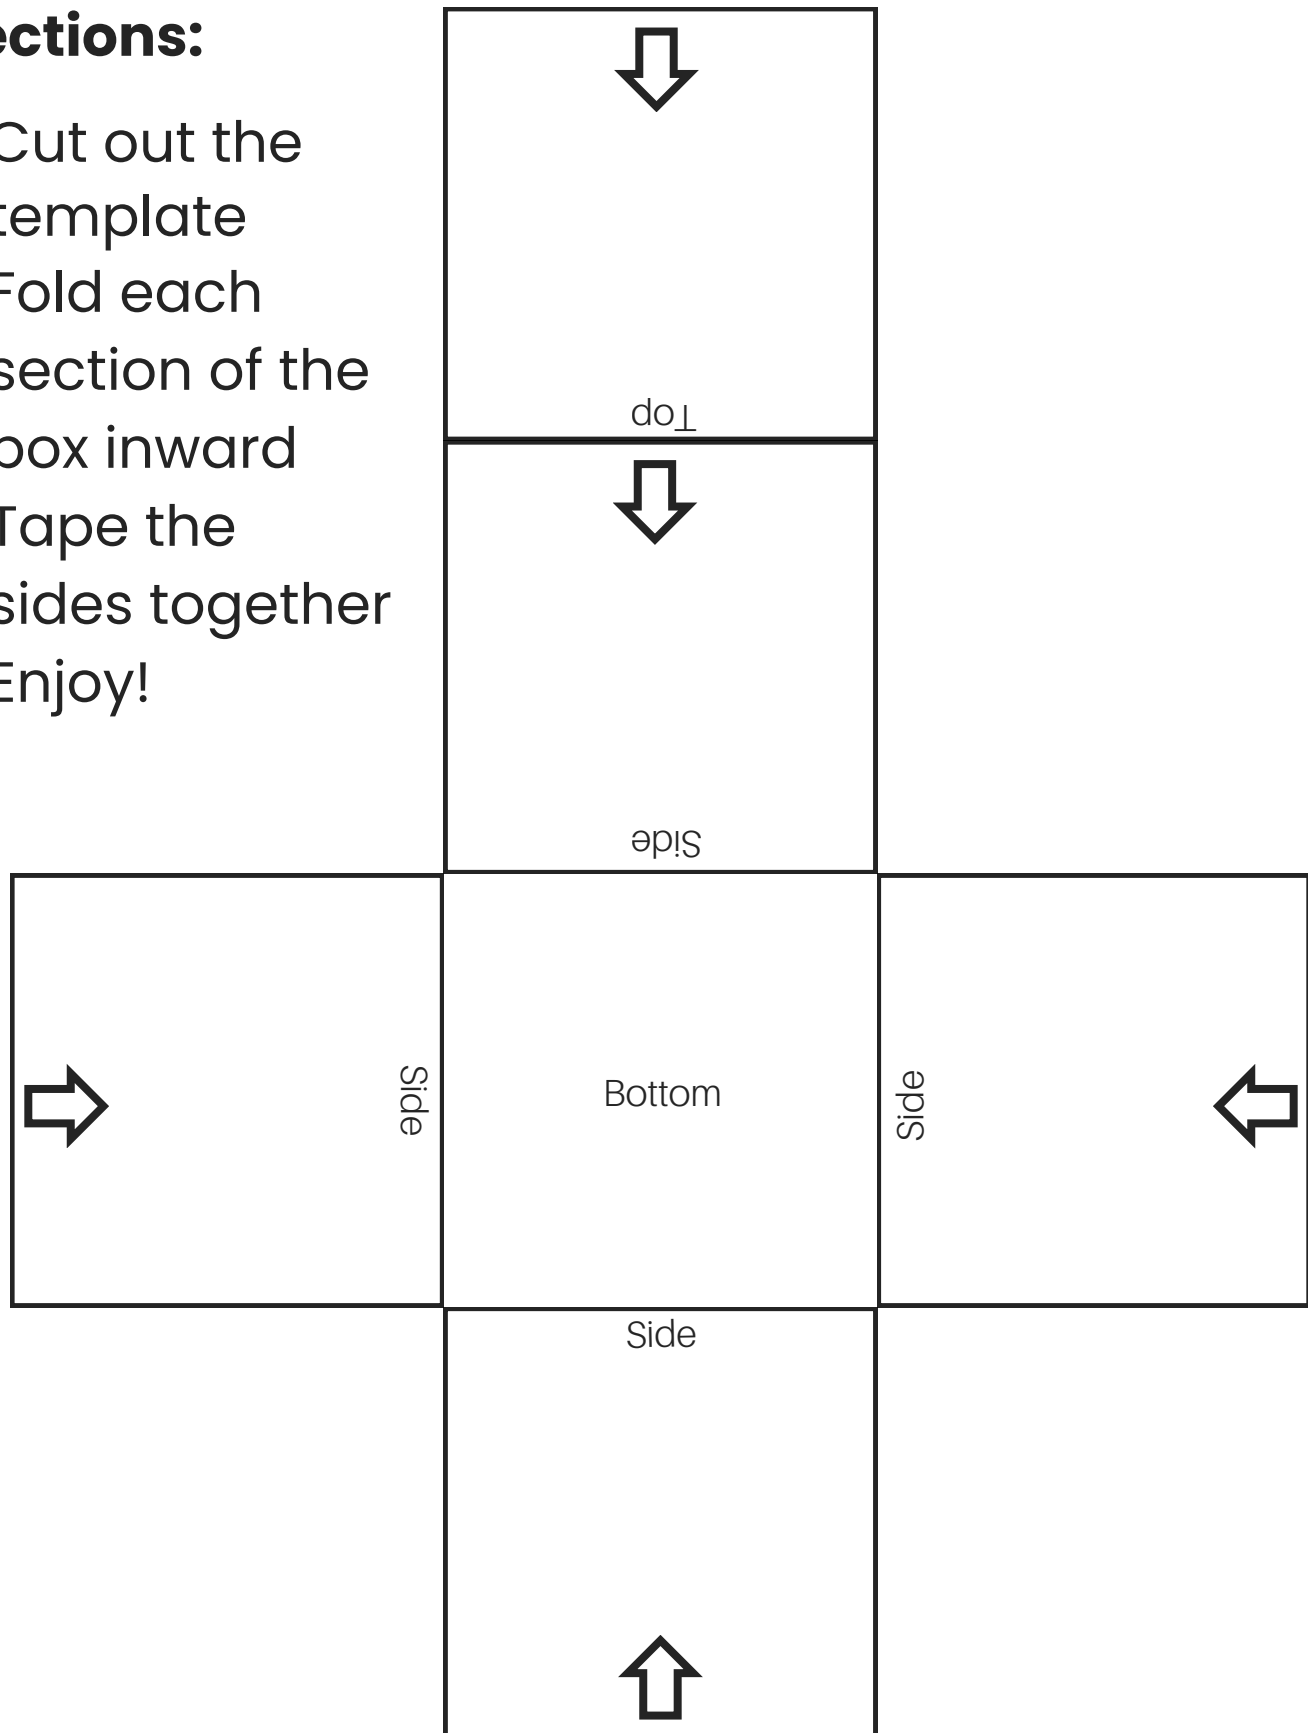 ections:
Cut out the
template
Fold each
section of the
box inward
Tape the
sides together
Enjoy!
Top
Side
Side
Bottom
Side
Side